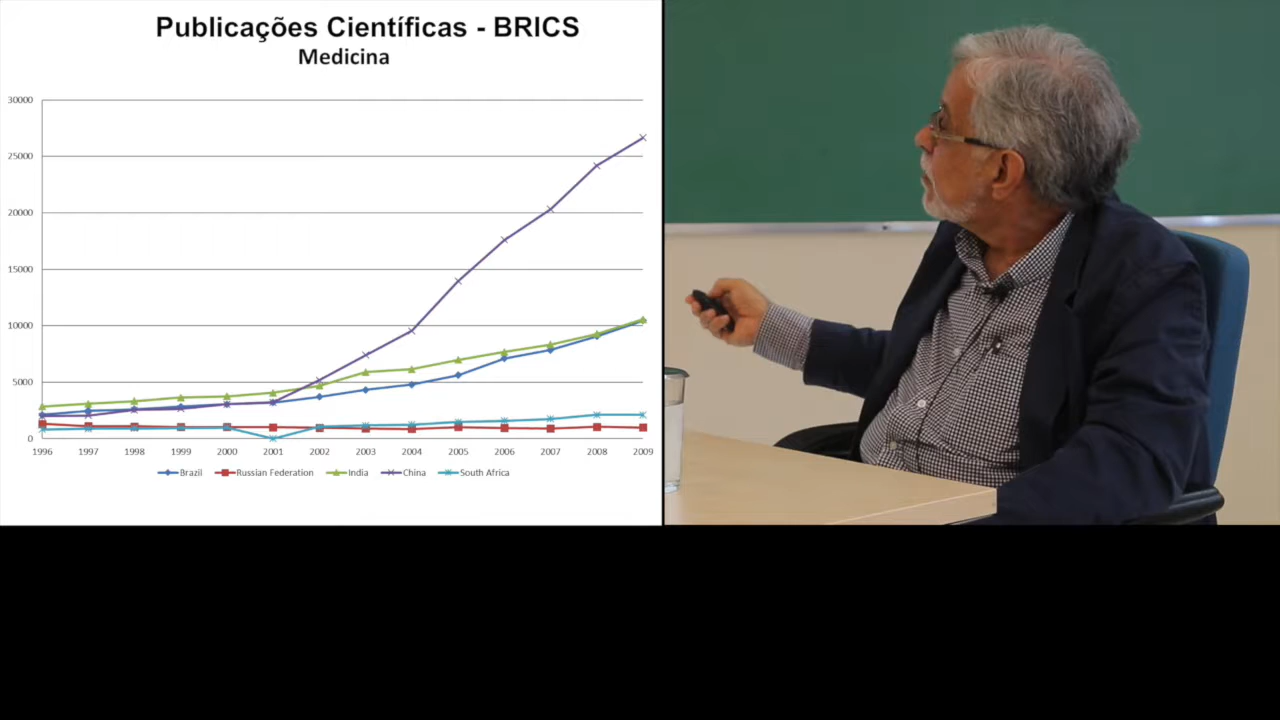 Publicações Científicas - BRICS
Medicina
30000
25000
20000
15000
10000
5000
0
1996 1997 1998 1999 2000 2001 2002 2003 2004 2005 2006 2007 2008 2009
Brazil Russian Federation India China South Africa